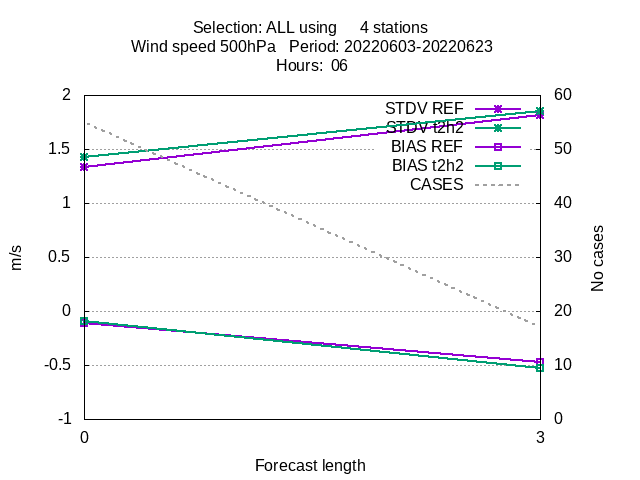 Selection: ALL using 4 stations
Wind speed 500hPa Period: 20220603-20220623
Hours: 06
2
1.5
1
0.5
0
-0.5
-1
60
50
40
30
20
10
0
STDV REF
STDV t2h2
BIAS REF
BIAS t2h2
CASES
m/s
No cases
0
3
Forecast length